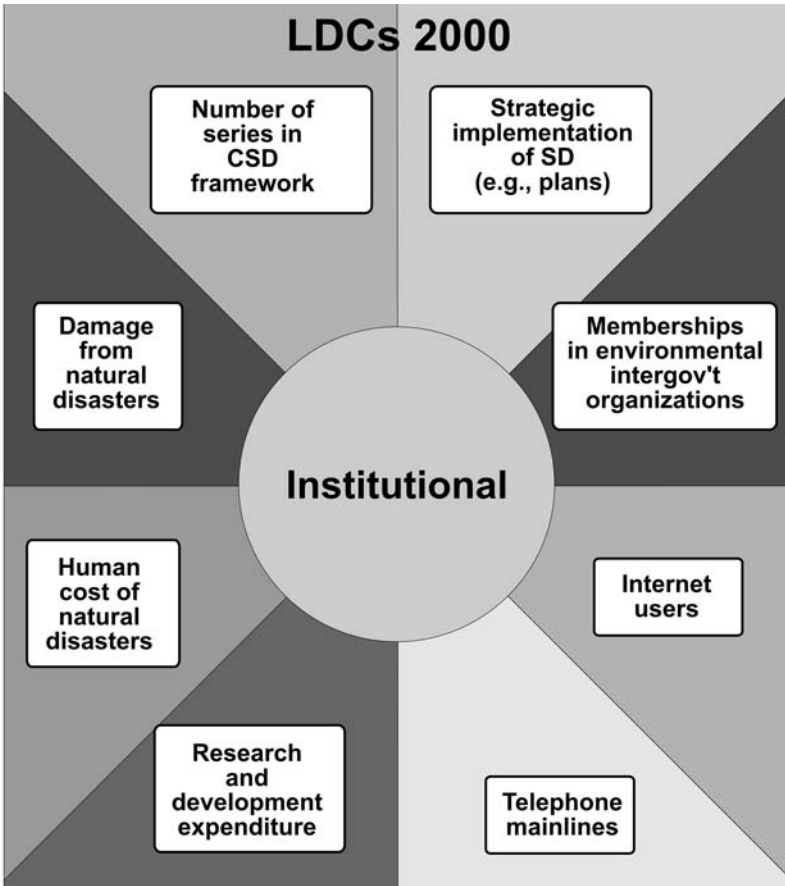 LDCs 2000
Number of
series in
CSD
framework
Strategic
implementation
of SD
(e.g., plans)
Damage
from
natural
disasters
Memberships
in environmental
intergov't
organizations
Institutional
Human
cost of
natural
disasters
Internet
users
Research
and
development
expenditure
Telephone
mainlines